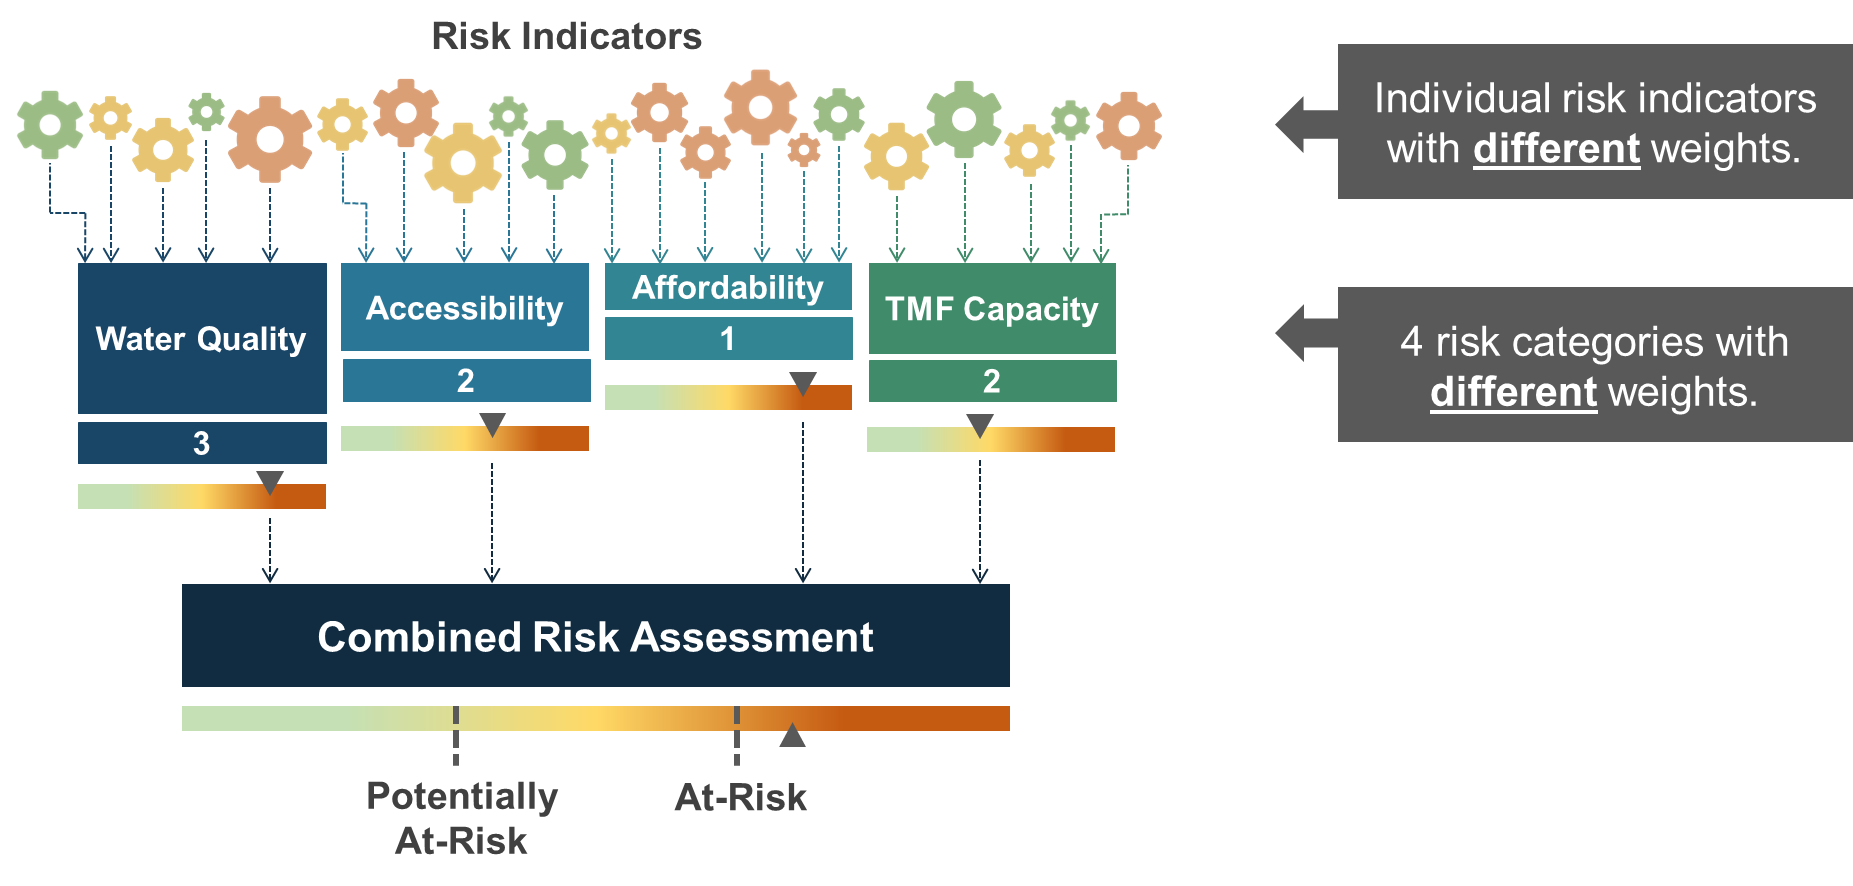 Risk Indicators
Individual risk indicators
with different weights.
Water Quality
3
Accessibility
2
Affordability
1
TMF Capacity
2
4 risk categories with
different weights.
Combined Risk Assessment
Potentially
At-Risk
At-Risk